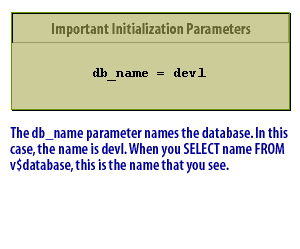 Important Initialization Parameters
db_name = devl
The db_name parameter names the database. In this
case, the name is devl. When you SELECT name FROM
v$database, this is the name that you see.